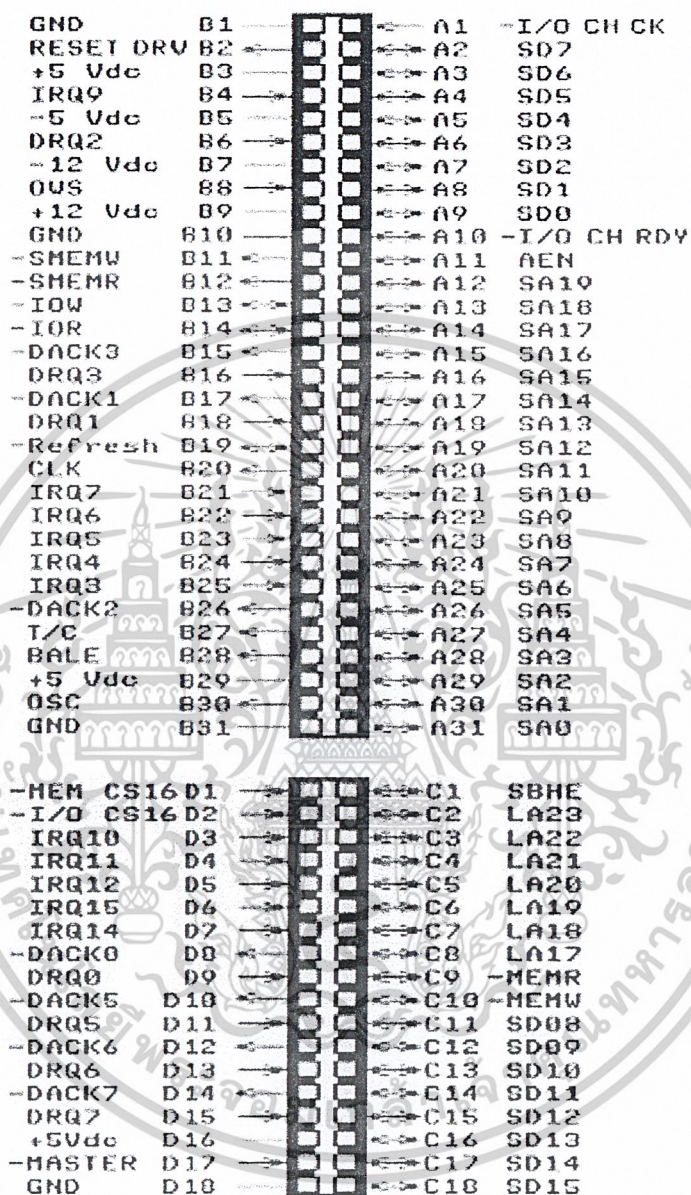 GND B1 A1 -I/O CH CK
RESET DRV B2 A2 SD7
+5 Vdc B3 A3 SD6
IRQ9 B4 A4 SD5
-5 Vdc B5 A5 SD4
DRQ2 B6 A6 SD3
-12 Vdc B7 A7 SD2
OWS B8 A8 SD1
+12 Vdc B9 A9 SD0
GND B10 A10 -I/O CH RDY
-SMEMW B11 A11 AEN
-SMEMR B12 A12 SA19
-IOW B13 A13 SA18
-IOR B14 A14 SA17
-DACK3 B15 A15 SA16
DRQ3 B16 A16 SA15
-DACK1 B17 A17 SA14
DRQ1 B18 A18 SA13
-Refresh B19 A19 SA12
CLK B20 A20 SA11
IRQ7 B21 A21 SA10
IRQ6 B22 A22 SA9
IRQ5 B23 A23 SA8
IRQ4 B24 A24 SA7
IRQ3 B25 A25 SA6
-DACK2 B26 A26 SA5
T/C B27 A27 SA4
BALE B28 A28 SA3
+5 Vdc B29 A29 SA2
OSC B30 A30 SA1
GND B31 A31 SA0
-MEM CS16 D1 C1 SBHE
-I/O CS16 D2 C2 LA23
IRQ10 D3 C3 LA22
IRQ11 D4 C4 LA21
IRQ12 D5 C5 LA20
IRQ15 D6 C6 LA19
IRQ14 D7 C7 LA18
-DACK0 D8 C8 LA17
DRQ0 D9 C9 -MEMR
-DACK5 D10 C10 -MEMW
DRQ5 D11 C11 SD08
-DACK6 D12 C12 SD09
DRQ6 D13 C13 SD10
-DACK7 D14 C14 SD11
DRQ7 D15 C15 SD12
+5Vdc D16 C16 SD13
-MASTER D17 C17 SD14
GND D18 C18 SD15